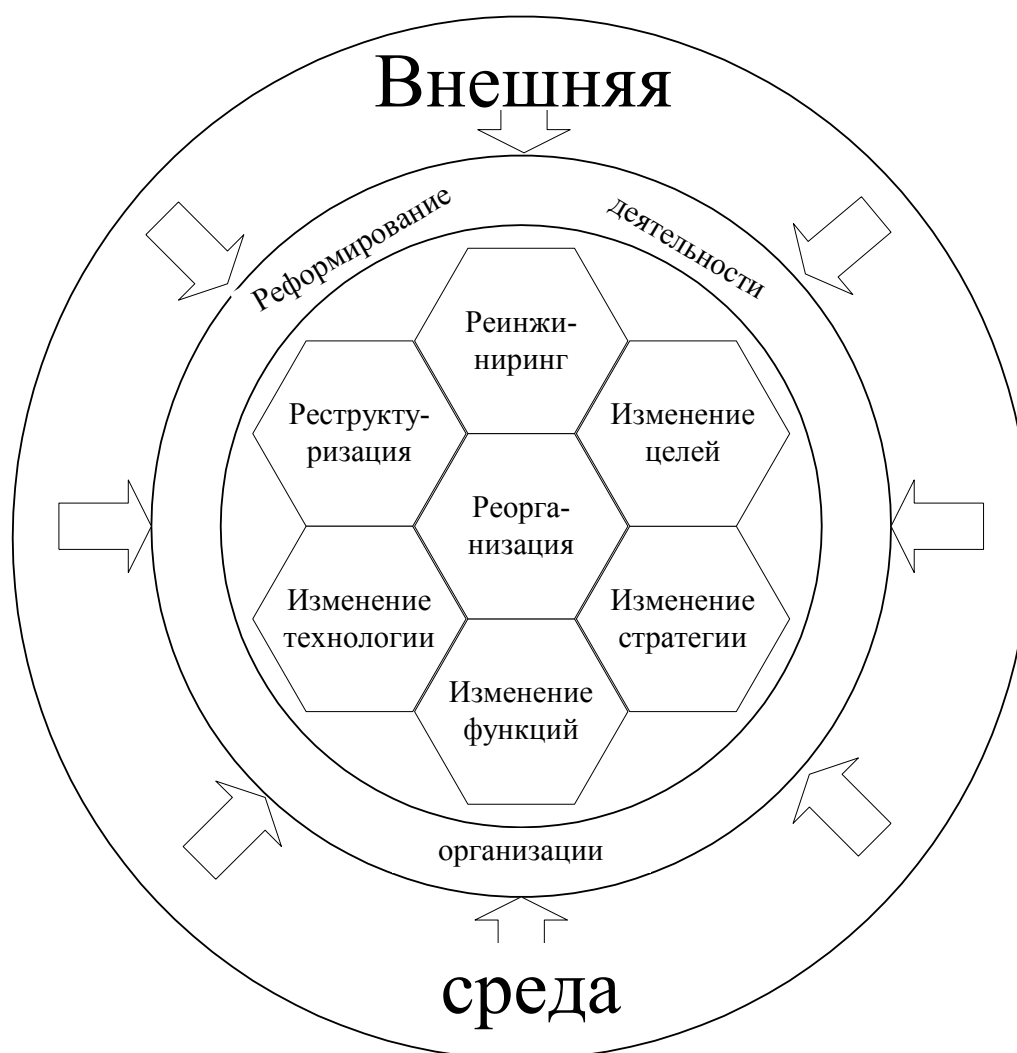 Внешняя
Реформирование
деятельности
Реинжи-
ниринг
Реструкту-
ризация
Изменение
целей
Реорга-
низация
Изменение
технологии
Изменение
стратегии
Изменение
функций
организации
среда